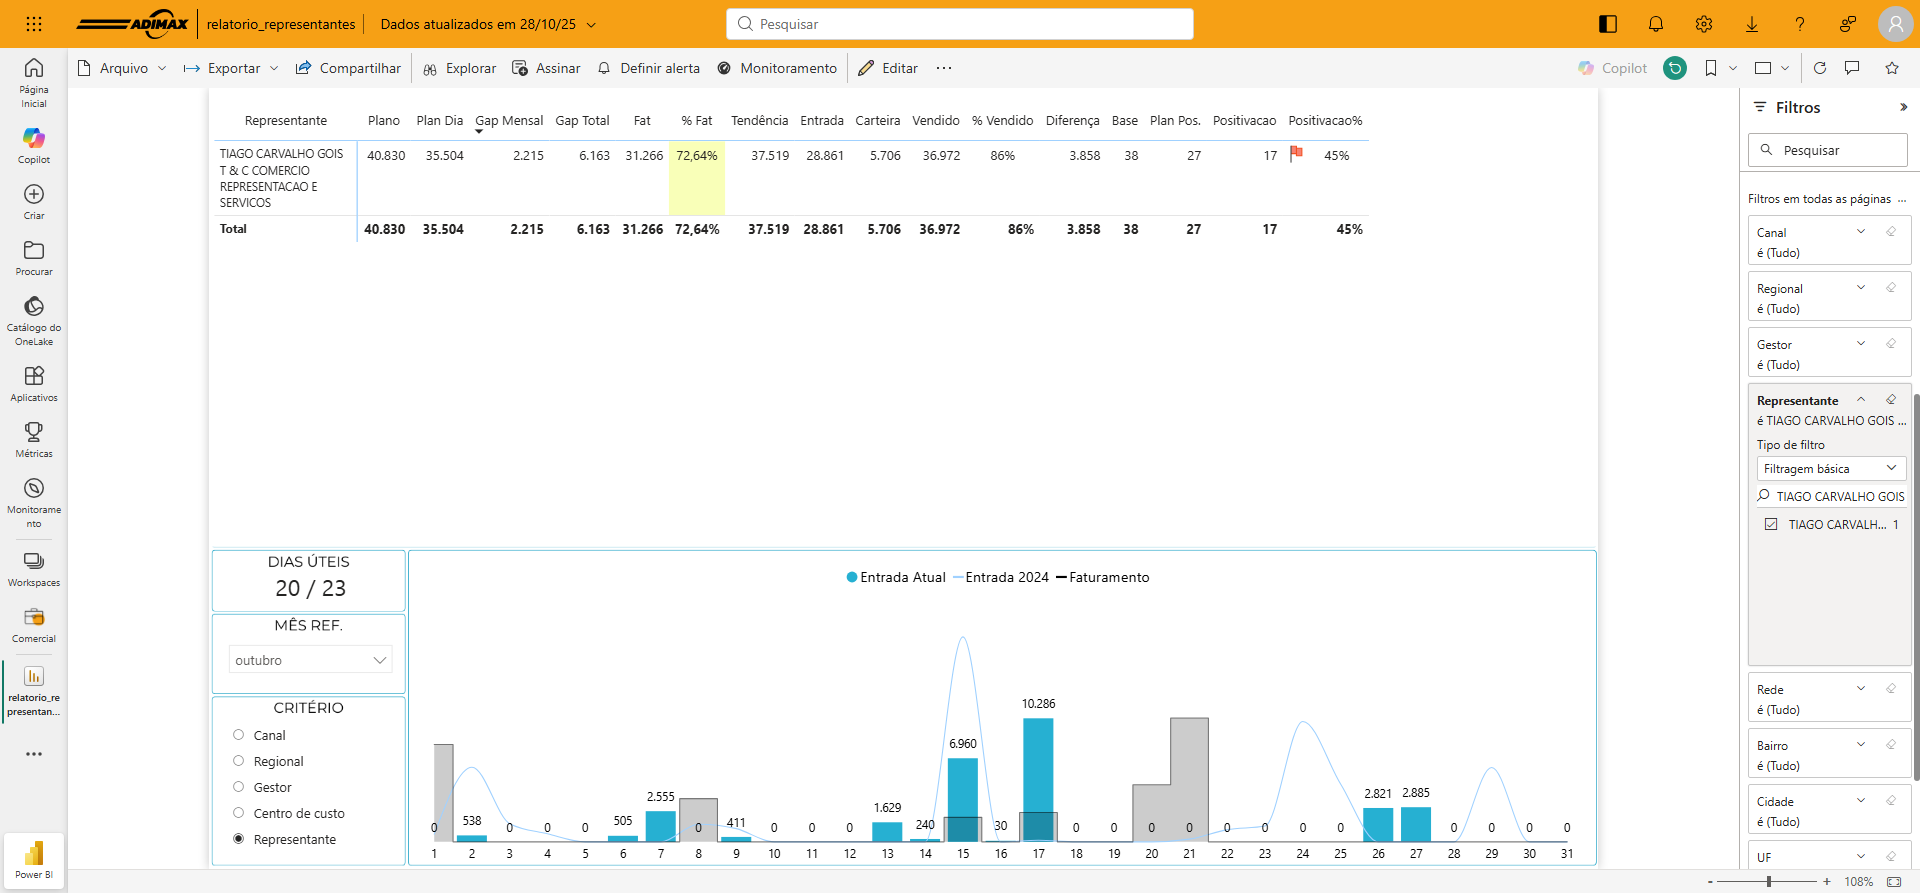 ADIMAX
relatorio_representantes
Dados atualizados em 28/10/25
Pesquisar
Arquivo
Exportar
Compartilhar
Explorar
Assinar
Definir alerta
Monitoramento
Editar
...
Copilot
Página
Inicial
Copilot
Criar
Procurar
Catálogo do
OneLake
Aplicativos
Métricas
Monitorame
nto
Workspaces
Comercial
relatorio_re
presentan...
Power BI
Representante Plano Plan Dia Gap Mensal Gap Total Fat % Fat Tendência Entrada Carteira Vendido % Vendido Diferença Base Plan Pos. Positivacao Positivacao%
TIAGO CARVALHO GOIS 40.830 35.504 2.215 6.163 31.266 72,64% 37.519 28.861 5.706 36.972 86% 3.858 38 27 17 45%
T & C COMERCIO
REPRESENTACAO E
SERVICOS
Total 40.830 35.504 2.215 6.163 31.266 72,64% 37.519 28.861 5.706 36.972 86% 3.858 38 27 17 45%
DIAS ÚTEIS
20 / 23
MÊS REF.
outubro
CRITÉRIO
Canal
Regional
Gestor
Centro de custo
Representante
Entrada Atual Entrada 2024 Faturamento
0 538 0 0 0 505 2.555 0 411 0 0 0 1.629 240 6.960 30 10.286 0 0 0 0 0 0 0 0 2.821 2.885 0 0 0 0
1 2 3 4 5 6 7 8 9 10 11 12 13 14 15 16 17 18 19 20 21 22 23 24 25 26 27 28 29 30 31
Filtros
Pesquisar
Filtros em todas as páginas ...
Canal
é (Tudo)
Regional
é (Tudo)
Gestor
é (Tudo)
Representante
é TIAGO CARVALHO GOIS ...
Tipo de filtro
Filtragem básica
TIAGO CARVALHO GOIS
TIAGO CARVALH... 1
Rede
é (Tudo)
Bairro
é (Tudo)
Cidade
é (Tudo)
UF
- + 108%